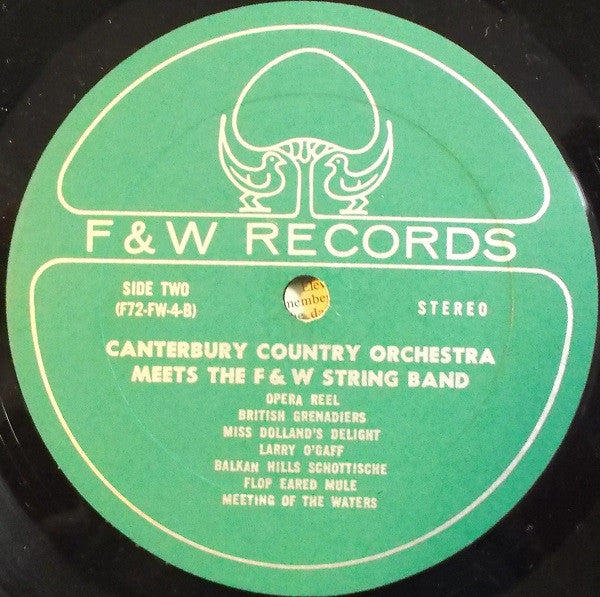 F & W RECORDS
SIDE TWO
(F72-FW-4-B)
STEREO
CANTERBURY COUNTRY ORCHESTRA
MEETS THE F & W STRING BAND
OPERA REEL
BRITISH GRENADIERS
MISS DOLLAND'S DELIGHT
LARRY O'GAFF
BALKAN HILLS SCHOTTISCHE
FLOP EARED MULE
MEETING OF THE WATERS